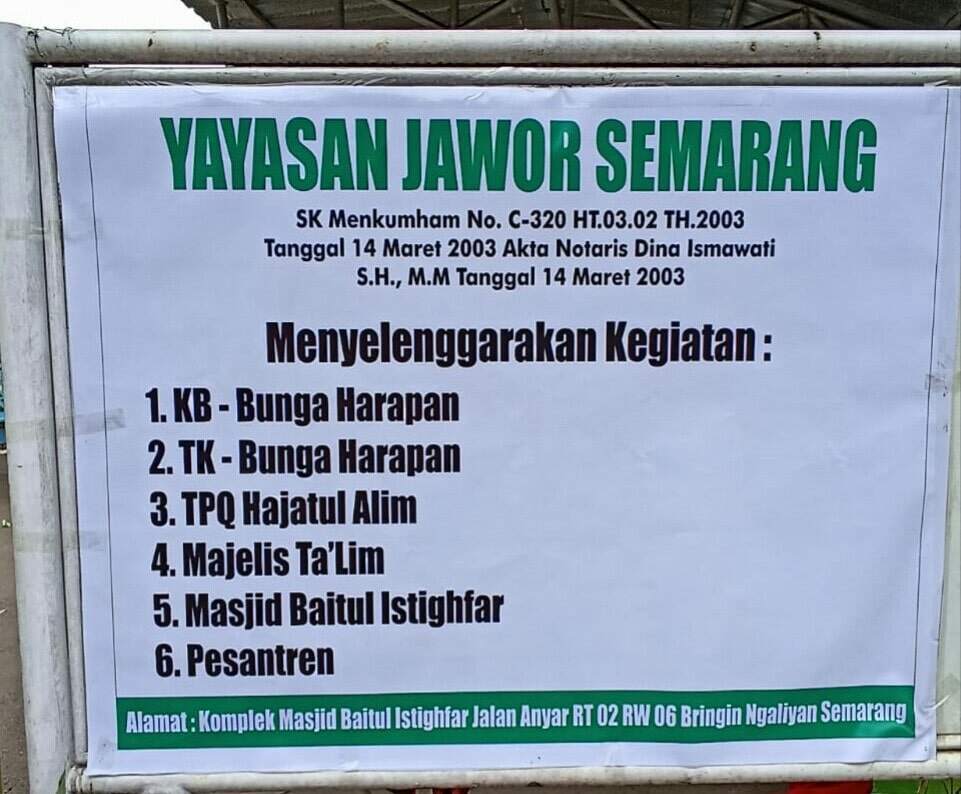 YAYASAN JAWOR SEMARANG
SK Menkumham No. C-320 HT.03.02 TH.2003
Tanggal 14 Maret 2003 Akta Notaris Dina Ismawati
S.H., M.M Tanggal 14 Maret 2003
Menyelenggarakan Kegiatan :
1. KB - Bunga Harapan
2. TK - Bunga Harapan
3. TPQ Hajatul Alim
4. Majelis Ta'Lim
5. Masjid Baitul Istighfar
6. Pesantren
Alamat : Komplek Masjid Baitul Istighfar Jalan Anyar RT 02 RW 06 Bringin Ngaliyan Semarang